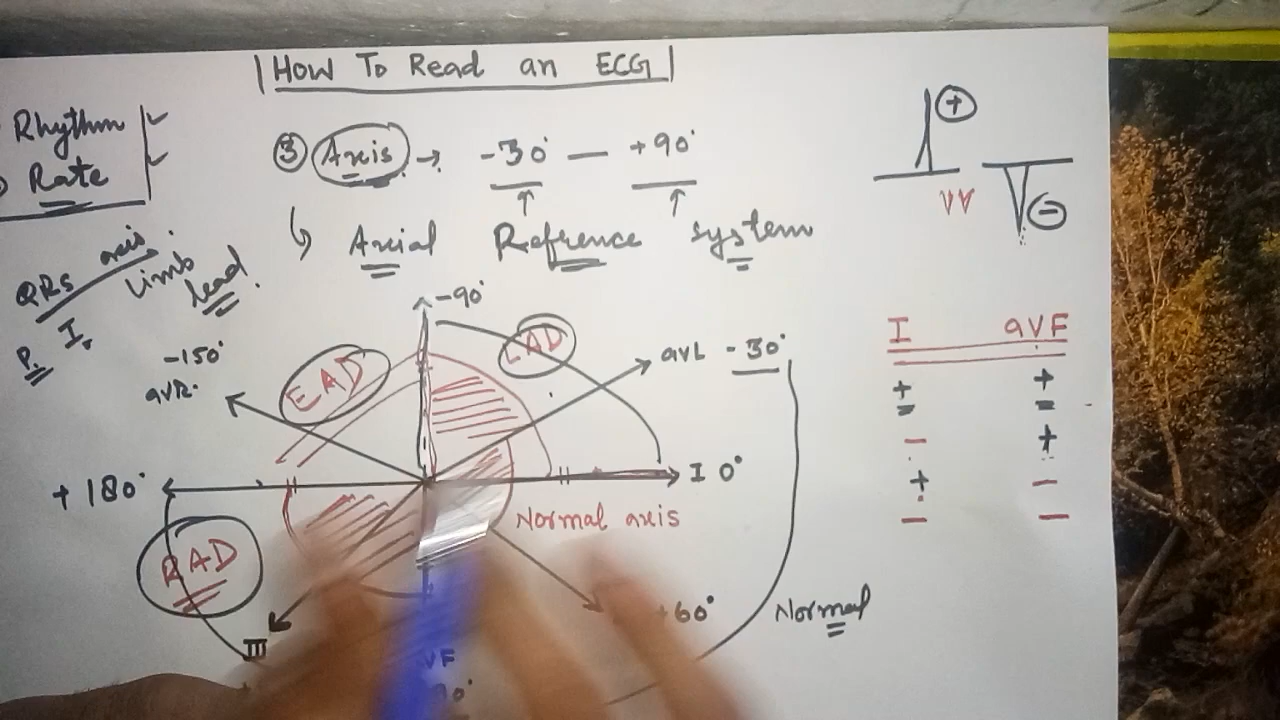 How To Read an ECG
Rhythm
Rate
③ Axis → -30° — +90°
Axial Refrence system
QRS axis
Limb lead
I,
+
-
-90°
LAD
EAD
-150°
aVR
aVL -30°
+180°
I 0°
Normal axis
RAD
III
+60°
Normal
VF
I aVF
+ +
- +
+ -
- -